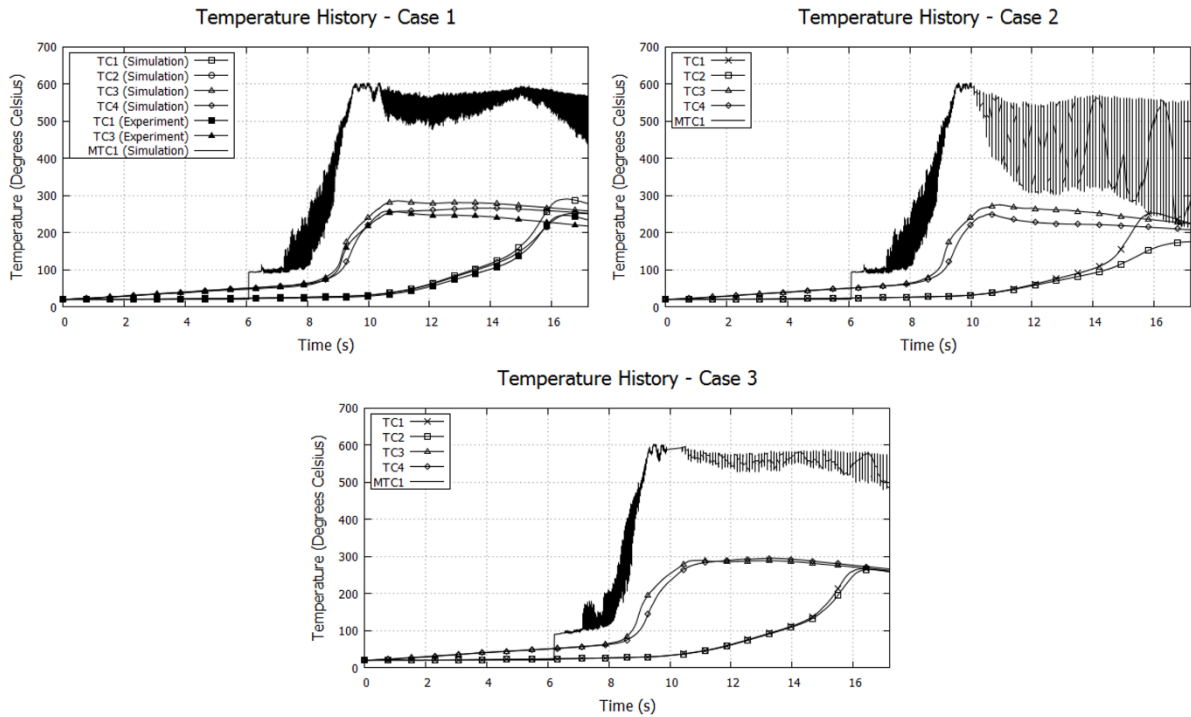 Temperature History - Case 1
Temperature (Degrees Celsius)
700
600
500
400
300
200
100
0
TC1 (Simulation)
TC2 (Simulation)
TC3 (Simulation)
TC4 (Simulation)
TC1 (Experiment)
TC3 (Experiment)
MTC1 (Simulation)
0 2 4 6 8 10 12 14 16
Time (s)
Temperature History - Case 2
Temperature (Degrees Celsius)
700
600
500
400
300
200
100
0
TC1
TC2
TC3
TC4
MTC1
0 2 4 6 8 10 12 14 16
Time (s)
Temperature History - Case 3
Temperature (Degrees Celsius)
700
600
500
400
300
200
100
0
TC1
TC2
TC3
TC4
MTC1
0 2 4 6 8 10 12 14 16
Time (s)